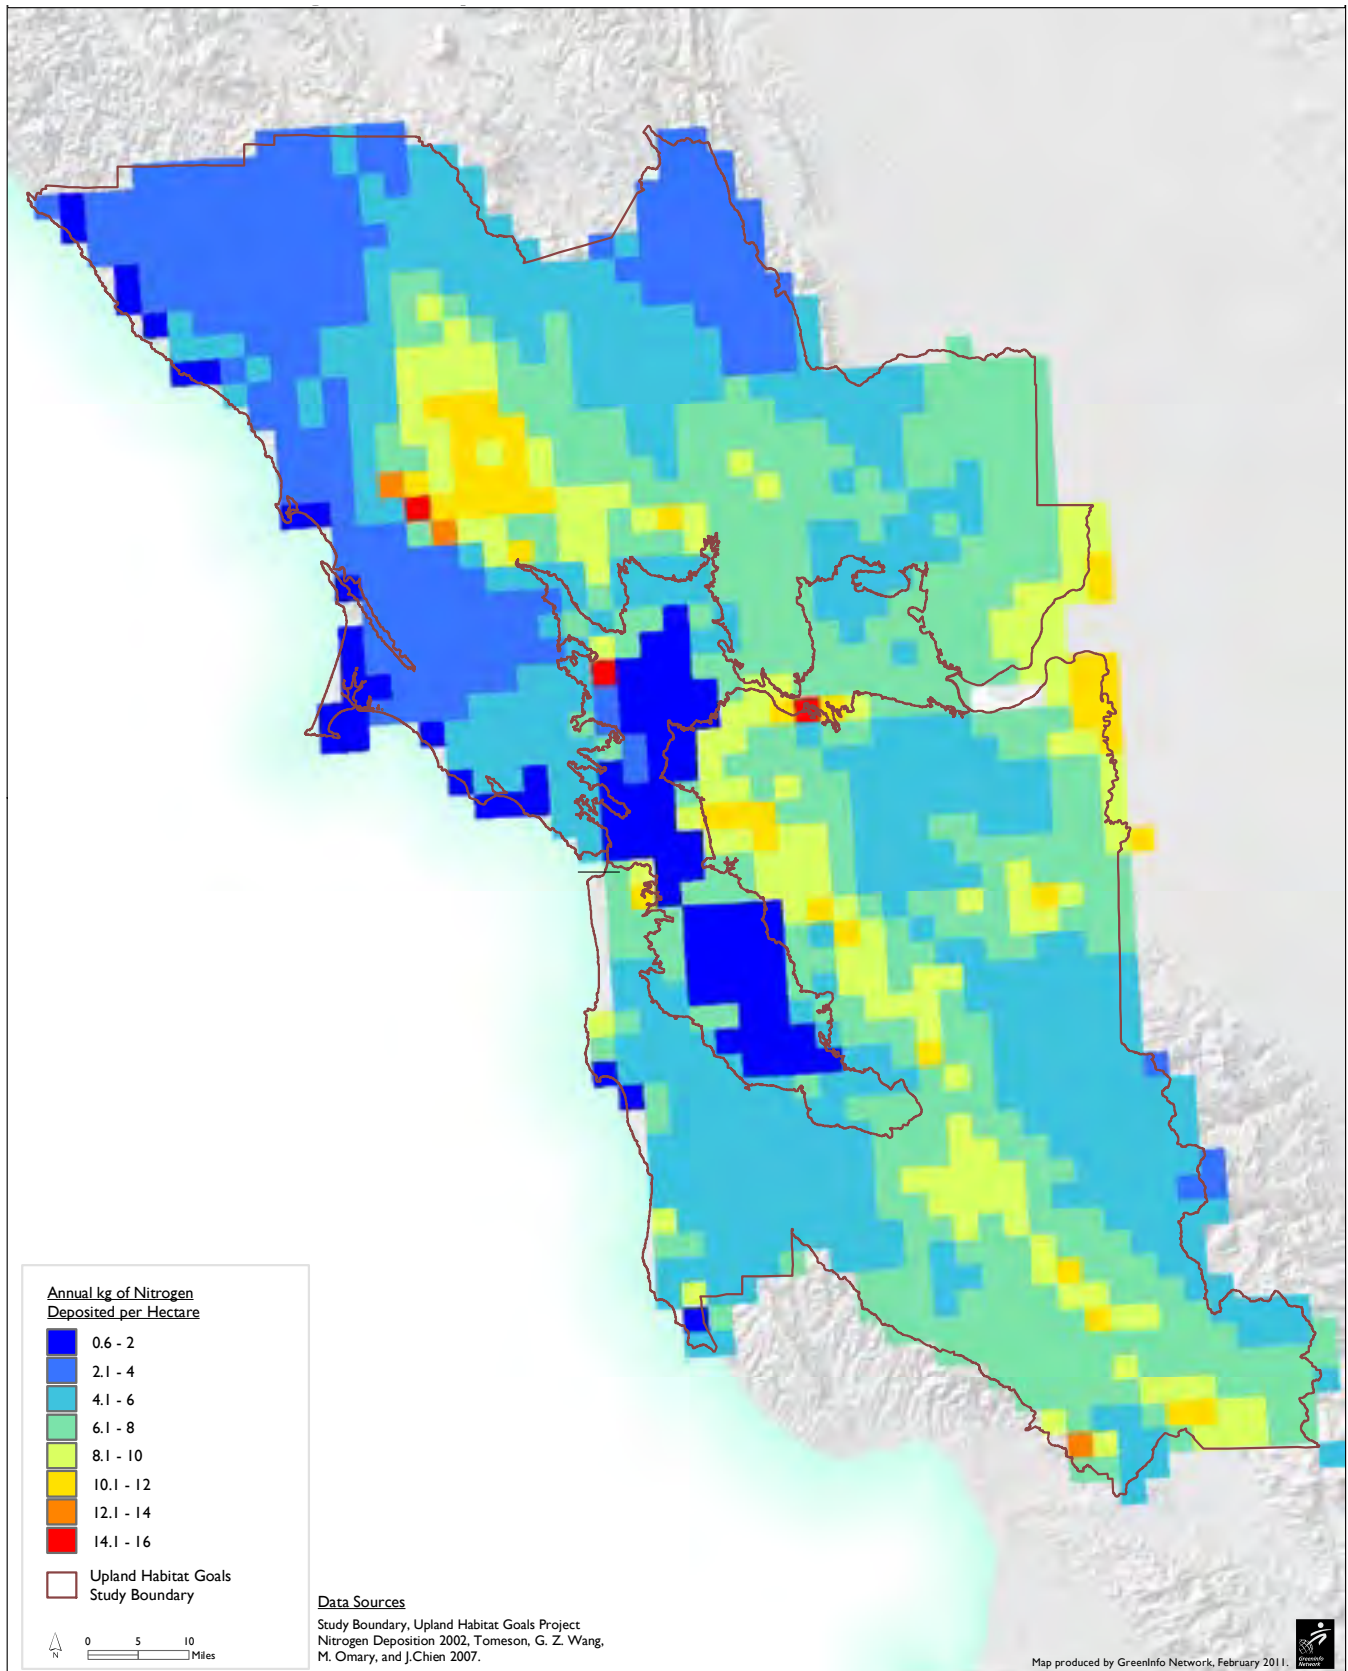 Annual kg of Nitrogen
Deposited per Hectare
0.6 - 2
2.1 - 4
4.1 - 6
6.1 - 8
8.1 - 10
10.1 - 12
12.1 - 14
14.1 - 16
Upland Habitat Goals
Study Boundary
N
0 5 10
Miles
Data Sources
Study Boundary, Upland Habitat Goals Project
Nitrogen Deposition 2002, Tomeson, G. Z. Wang,
M. Omary, and J.Chien 2007.
Map produced by GreenInfo Network, February 2011.
GreenInfo
Network